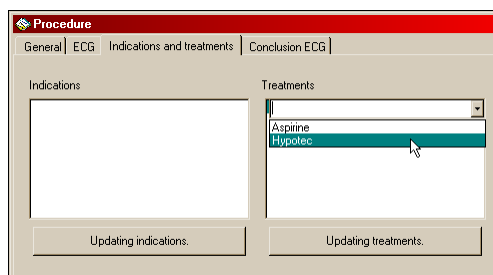 Procedure
General ECG Indications and treatments Conclusion ECG
Indications Treatments
Aspirine
Hypotec
Updating indications. Updating treatments.